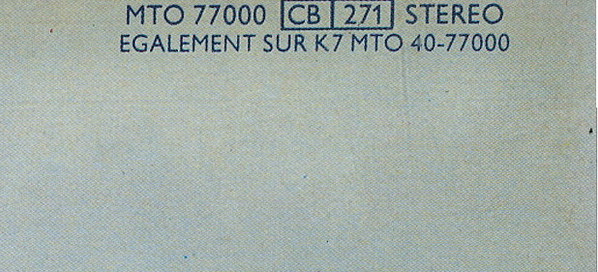 MTO 77000 CB 271 STEREO
EGALEMENT SUR K7 MTO 40-77000